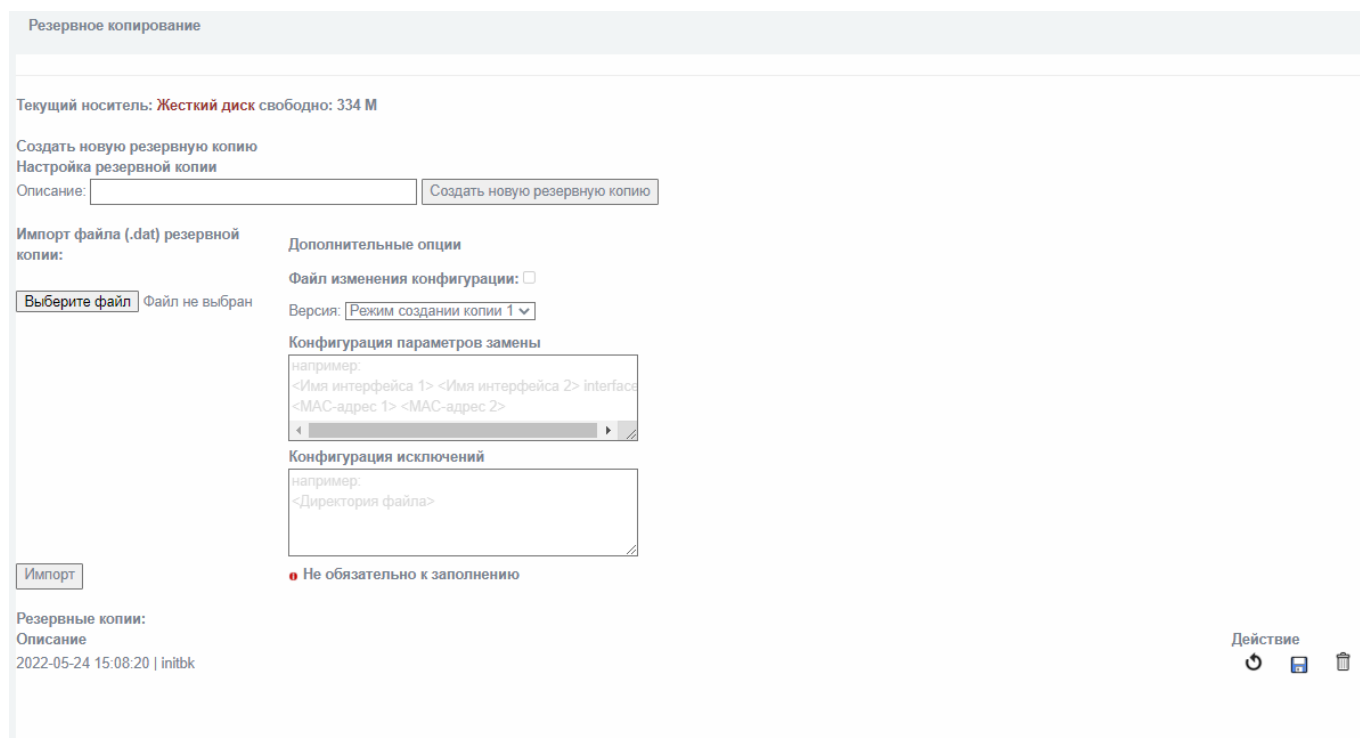 Резервное копирование
Текущий носитель: Жесткий диск свободно: 334 M
Создать новую резервную копию
Настройка резервной копии
Описание: Создать новую резервную копию
Импорт файла (.dat) резервной
копии:
Выберите файл Файл не выбран
Дополнительные опции
Файл изменения конфигурации:
Версия: Режим создании копии 1
Конфигурация параметров замены
например:
<Имя интерфейса 1> <Имя интерфейса 2> interface
<MAC-адрес 1> <MAC-адрес 2>
Конфигурация исключений
например:
<Директория файла>
Импорт
Не обязательно к заполнению
Резервные копии:
Описание Действие
2022-05-24 15:08:20 | initbk